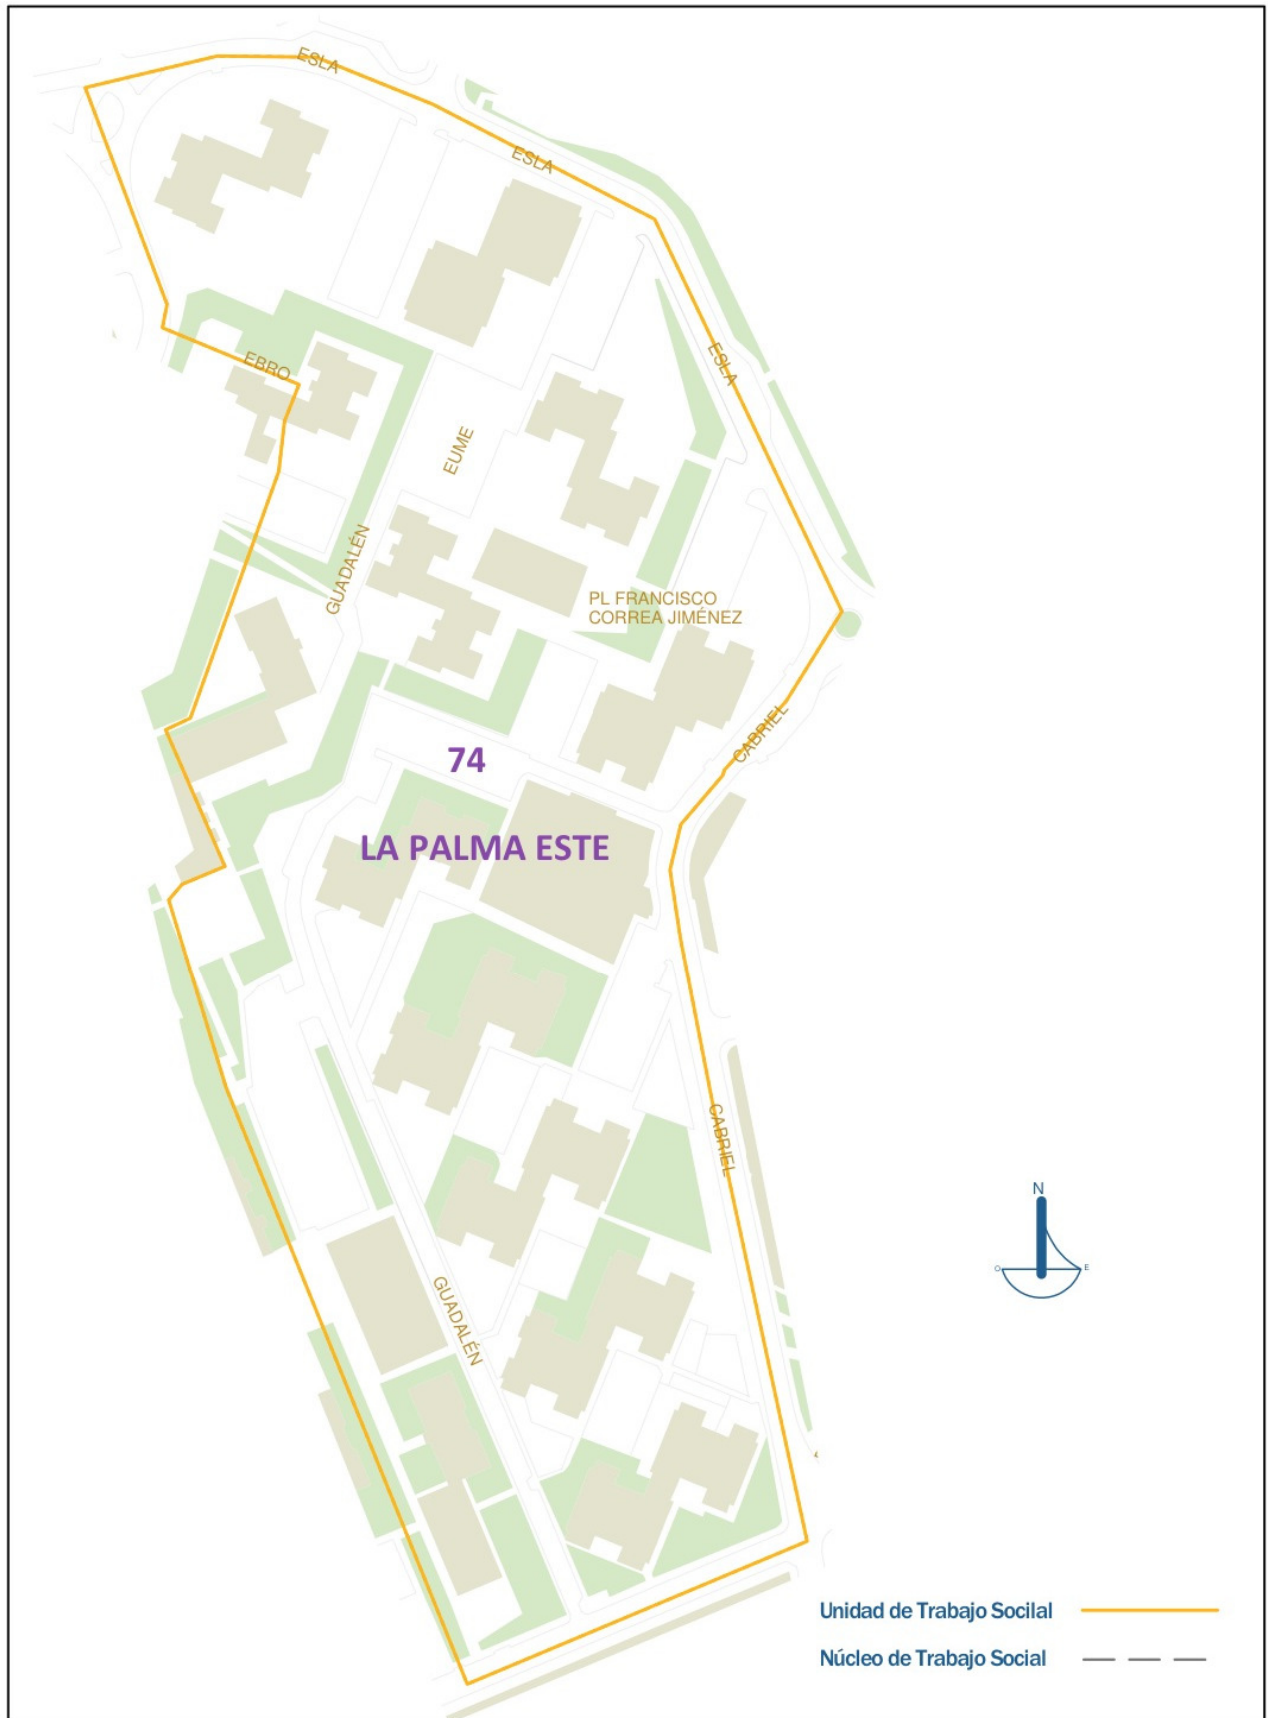 ESLA
ESLA
ESLA
EBRO
EUME
GUADALÉN
PL FRANCISCO
CORREA JIMÉNEZ
CABRIEL
74
LA PALMA ESTE
CABRIEL
N
O
E
GUADALÉN
Unidad de Trabajo Socilal
Núcleo de Trabajo Social